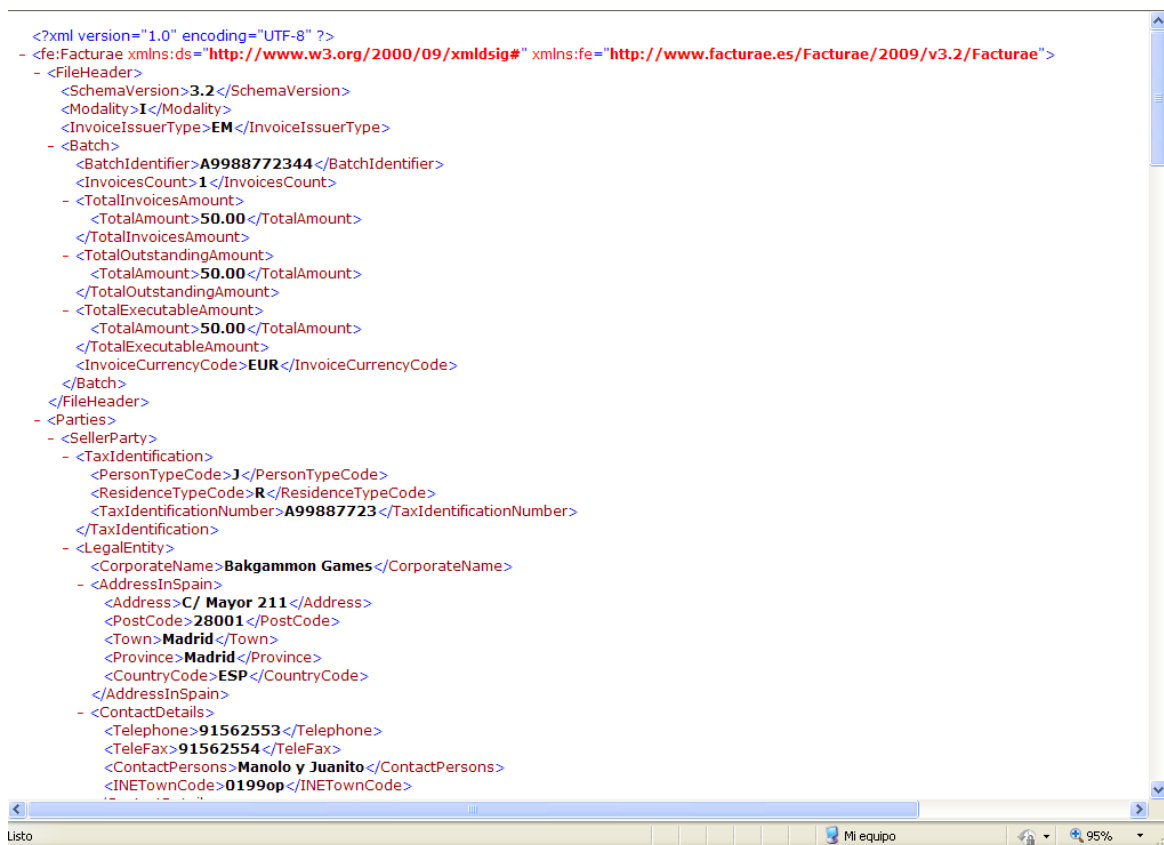 <?xml version="1.0" encoding="UTF-8" ?>
- <fe:Facturae xmlns:ds="http://www.w3.org/2000/09/xmldsig#" xmlns:fe="http://www.facturae.es/Facturae/2009/v3.2/Facturae">
- <FileHeader>
<SchemaVersion>3.2</SchemaVersion>
<Modality>I</Modality>
<InvoiceIssuerType>EM</InvoiceIssuerType>
- <Batch>
<BatchIdentifier>A9988772344</BatchIdentifier>
<InvoicesCount>1</InvoicesCount>
- <TotalInvoicesAmount>
<TotalAmount>50.00</TotalAmount>
</TotalInvoicesAmount>
- <TotalOutstandingAmount>
<TotalAmount>50.00</TotalAmount>
</TotalOutstandingAmount>
- <TotalExecutableAmount>
<TotalAmount>50.00</TotalAmount>
</TotalExecutableAmount>
<InvoiceCurrencyCode>EUR</InvoiceCurrencyCode>
</Batch>
</FileHeader>
- <Parties>
- <SellerParty>
- <TaxIdentification>
<PersonTypeCode>J</PersonTypeCode>
<ResidenceTypeCode>R</ResidenceTypeCode>
<TaxIdentificationNumber>A99887723</TaxIdentificationNumber>
</TaxIdentification>
- <LegalEntity>
<CorporateName>Bakgammon Games</CorporateName>
- <AddressInSpain>
<Address>C/ Mayor 211</Address>
<PostCode>28001</PostCode>
<Town>Madrid</Town>
<Province>Madrid</Province>
<CountryCode>ESP</CountryCode>
</AddressInSpain>
- <ContactDetails>
<Telephone>91562553</Telephone>
<TeleFax>91562554</TeleFax>
<ContactPersons>Manolo y Juanito</ContactPersons>
<INETownCode>0199op</INETownCode>
Listo
Mi equipo
95%